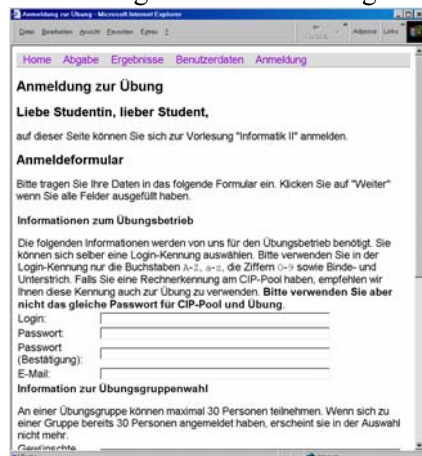 Anmeldung zur Übung - Microsoft Internet Explorer
Datei Bearbeiten Ansicht Favoriten Extras ?
Adresse Links
Home Abgabe Ergebnisse Benutzerdaten Anmeldung
Anmeldung zur Übung
Liebe Studentin, lieber Student,
auf dieser Seite können Sie sich zur Vorlesung "Informatik II" anmelden.
Anmeldeformular
Bitte tragen Sie Ihre Daten in das folgende Formular ein. Klicken Sie auf "Weiter"
wenn Sie alle Felder ausgefüllt haben.
Informationen zum Übungsbetrieb
Die folgenden Informationen werden von uns für den Übungsbetrieb benötigt. Sie
können sich selber eine Login-Kennung auswählen. Bitte verwenden Sie in der
Login-Kennung nur die Buchstaben A-Z, a-z, die Ziffern 0-9 sowie Binde- und
Unterstrich. Falls Sie eine Rechnerkennung am CIP-Pool haben, empfehlen wir
Ihnen diese Kennung auch zur Übung zu verwenden. Bitte verwenden Sie aber
nicht das gleiche Passwort für CIP-Pool und Übung.
Login:
Passwort:
Passwort
(Bestätigung):
E-Mail:
Information zur Übungsgruppenwahl
An einer Übungsgruppe können maximal 30 Personen teilnehmen. Wenn sich zu
einer Gruppe bereits 30 Personen angemeldet haben, erscheint sie in der Auswahl
nicht mehr.
Gewünschte